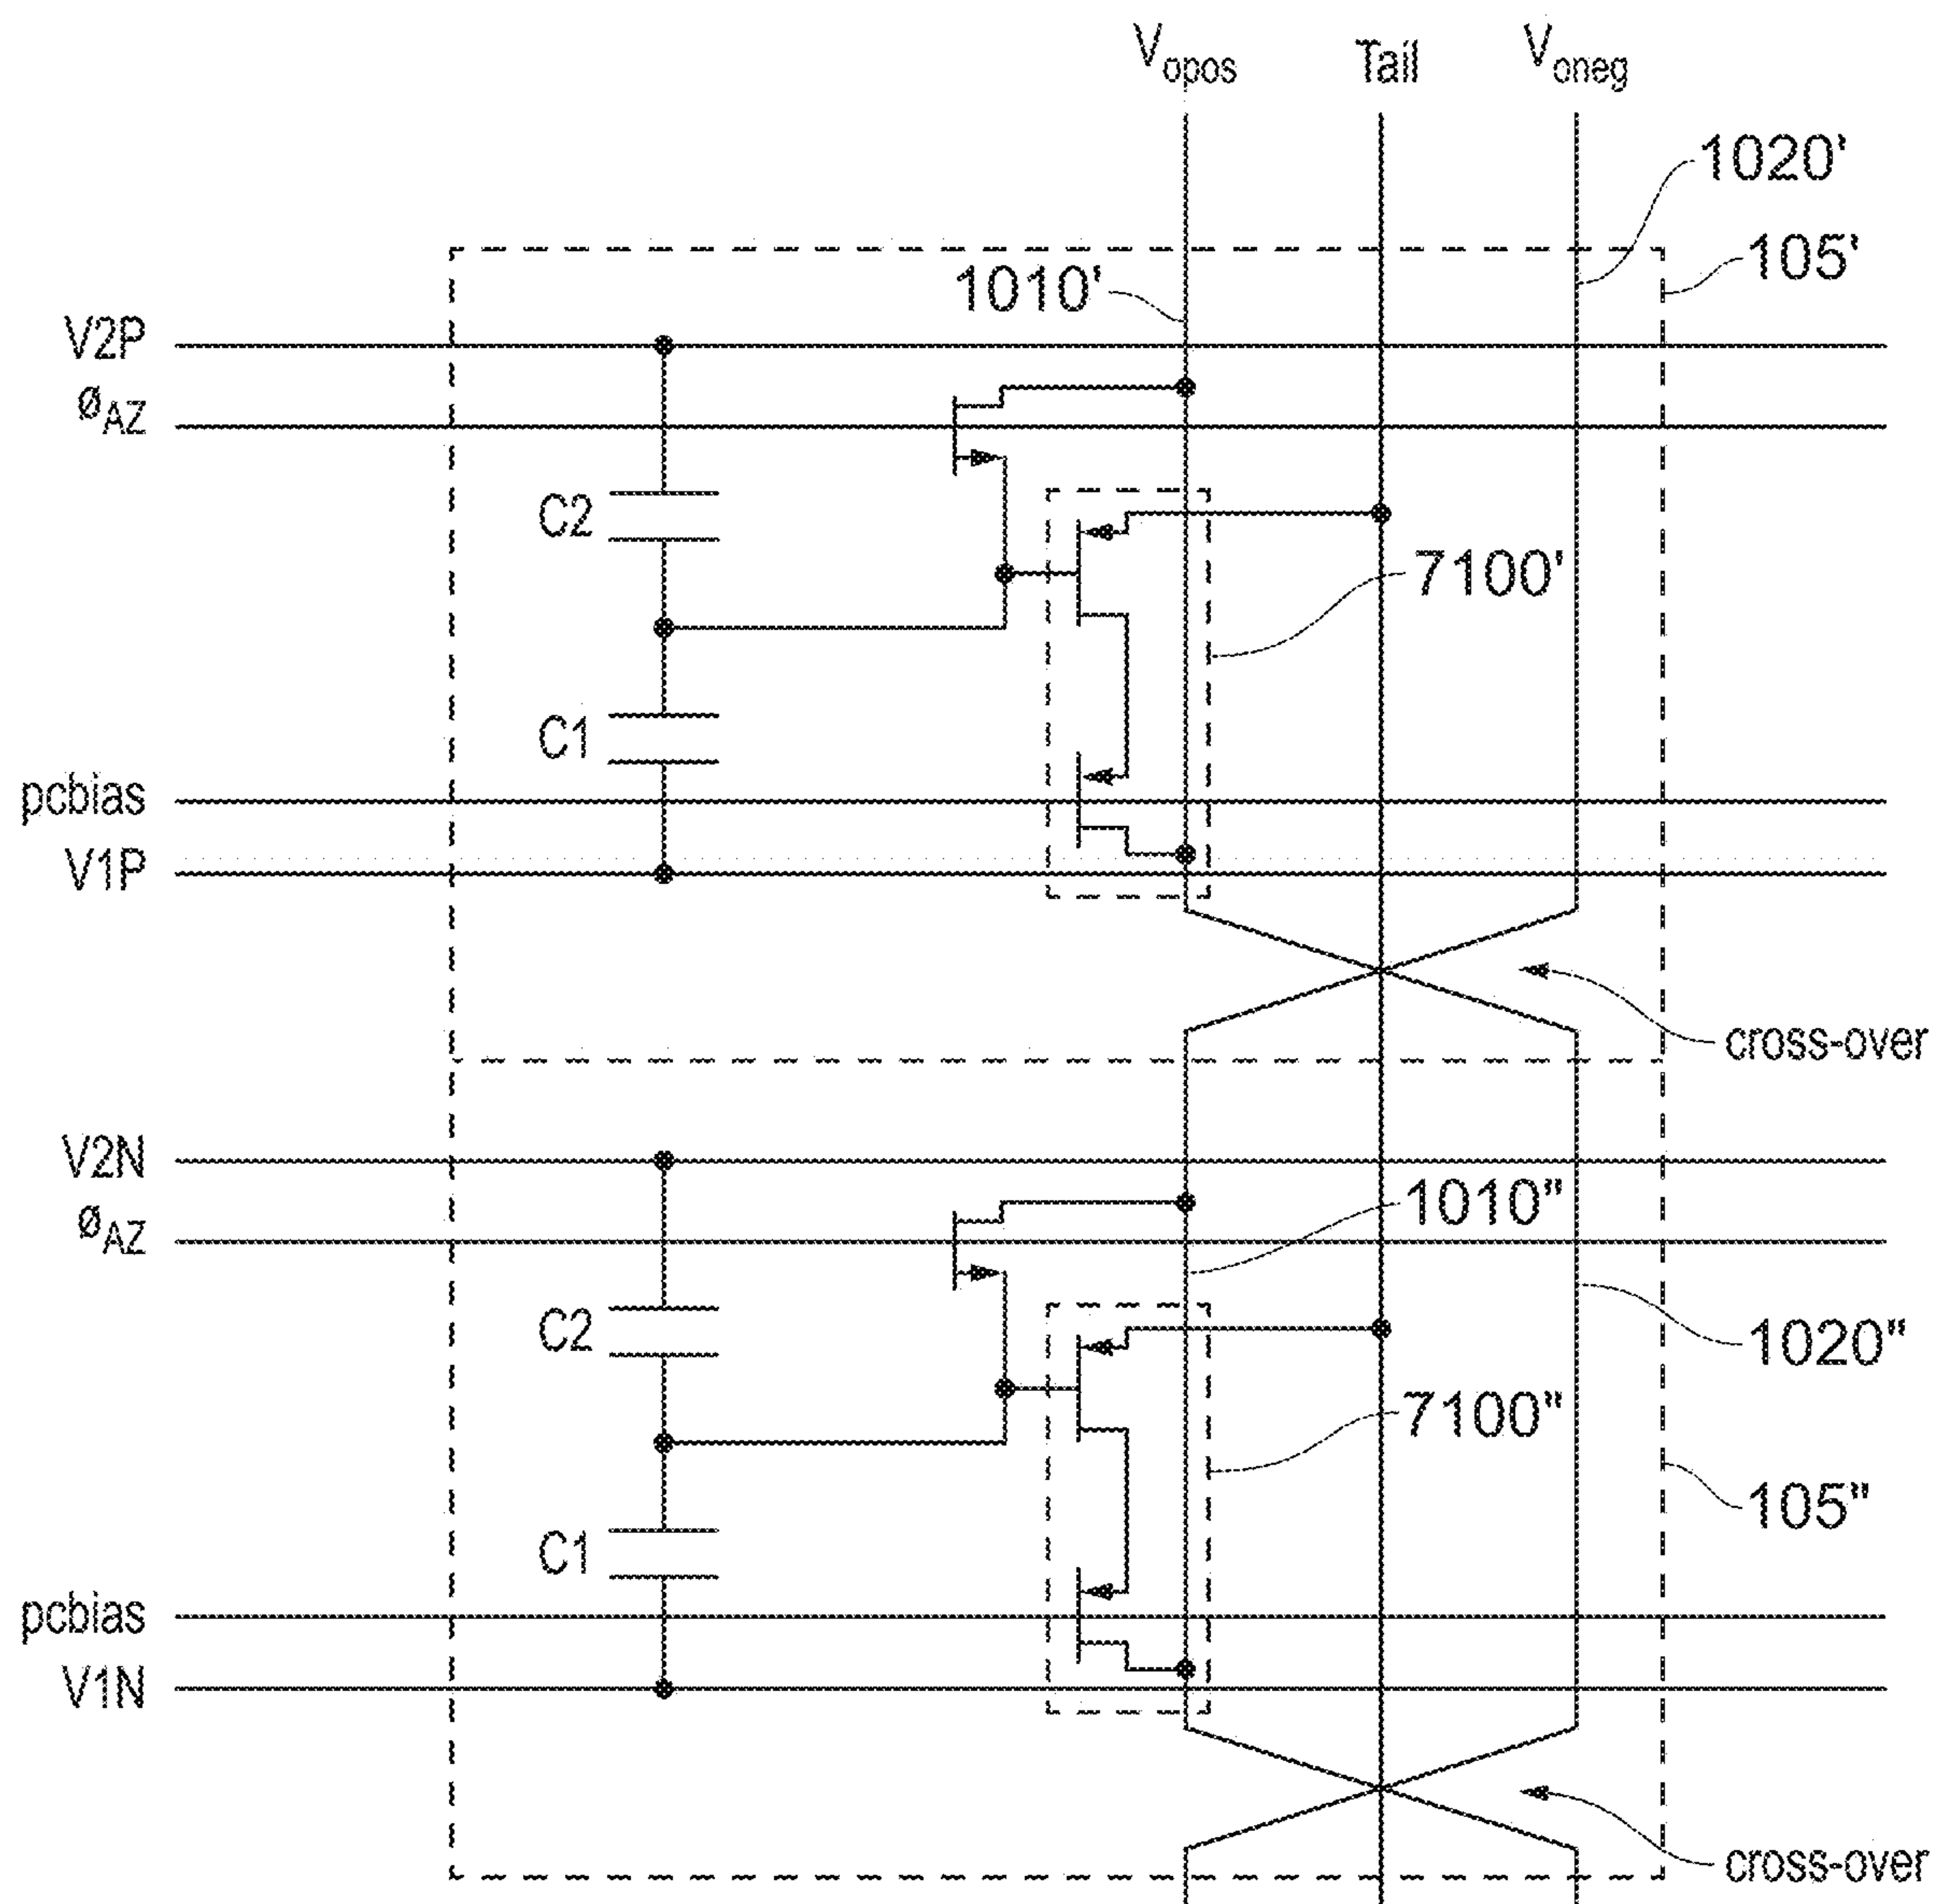 Vopos Tail Voneg
1020'
105'
1010'
V2P
øAZ
C2
7100'
C1
pcbias
V1P
cross-over
V2N
øAZ
1010"
C2
1020"
7100"
105"
C1
pcbias
V1N
cross-over